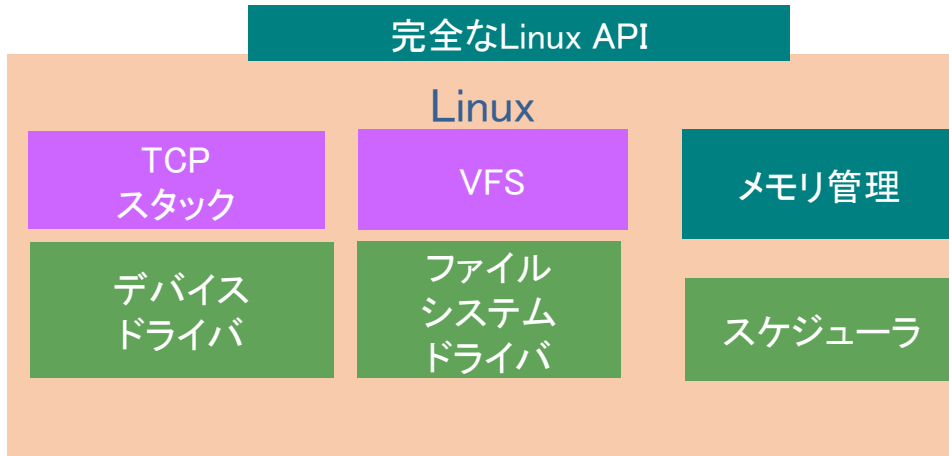 完全なLinux API
Linux
TCP
スタック
VFS
メモリ管理
デバイス
ドライバ
ファイル
システム
ドライバ
スケジューラ